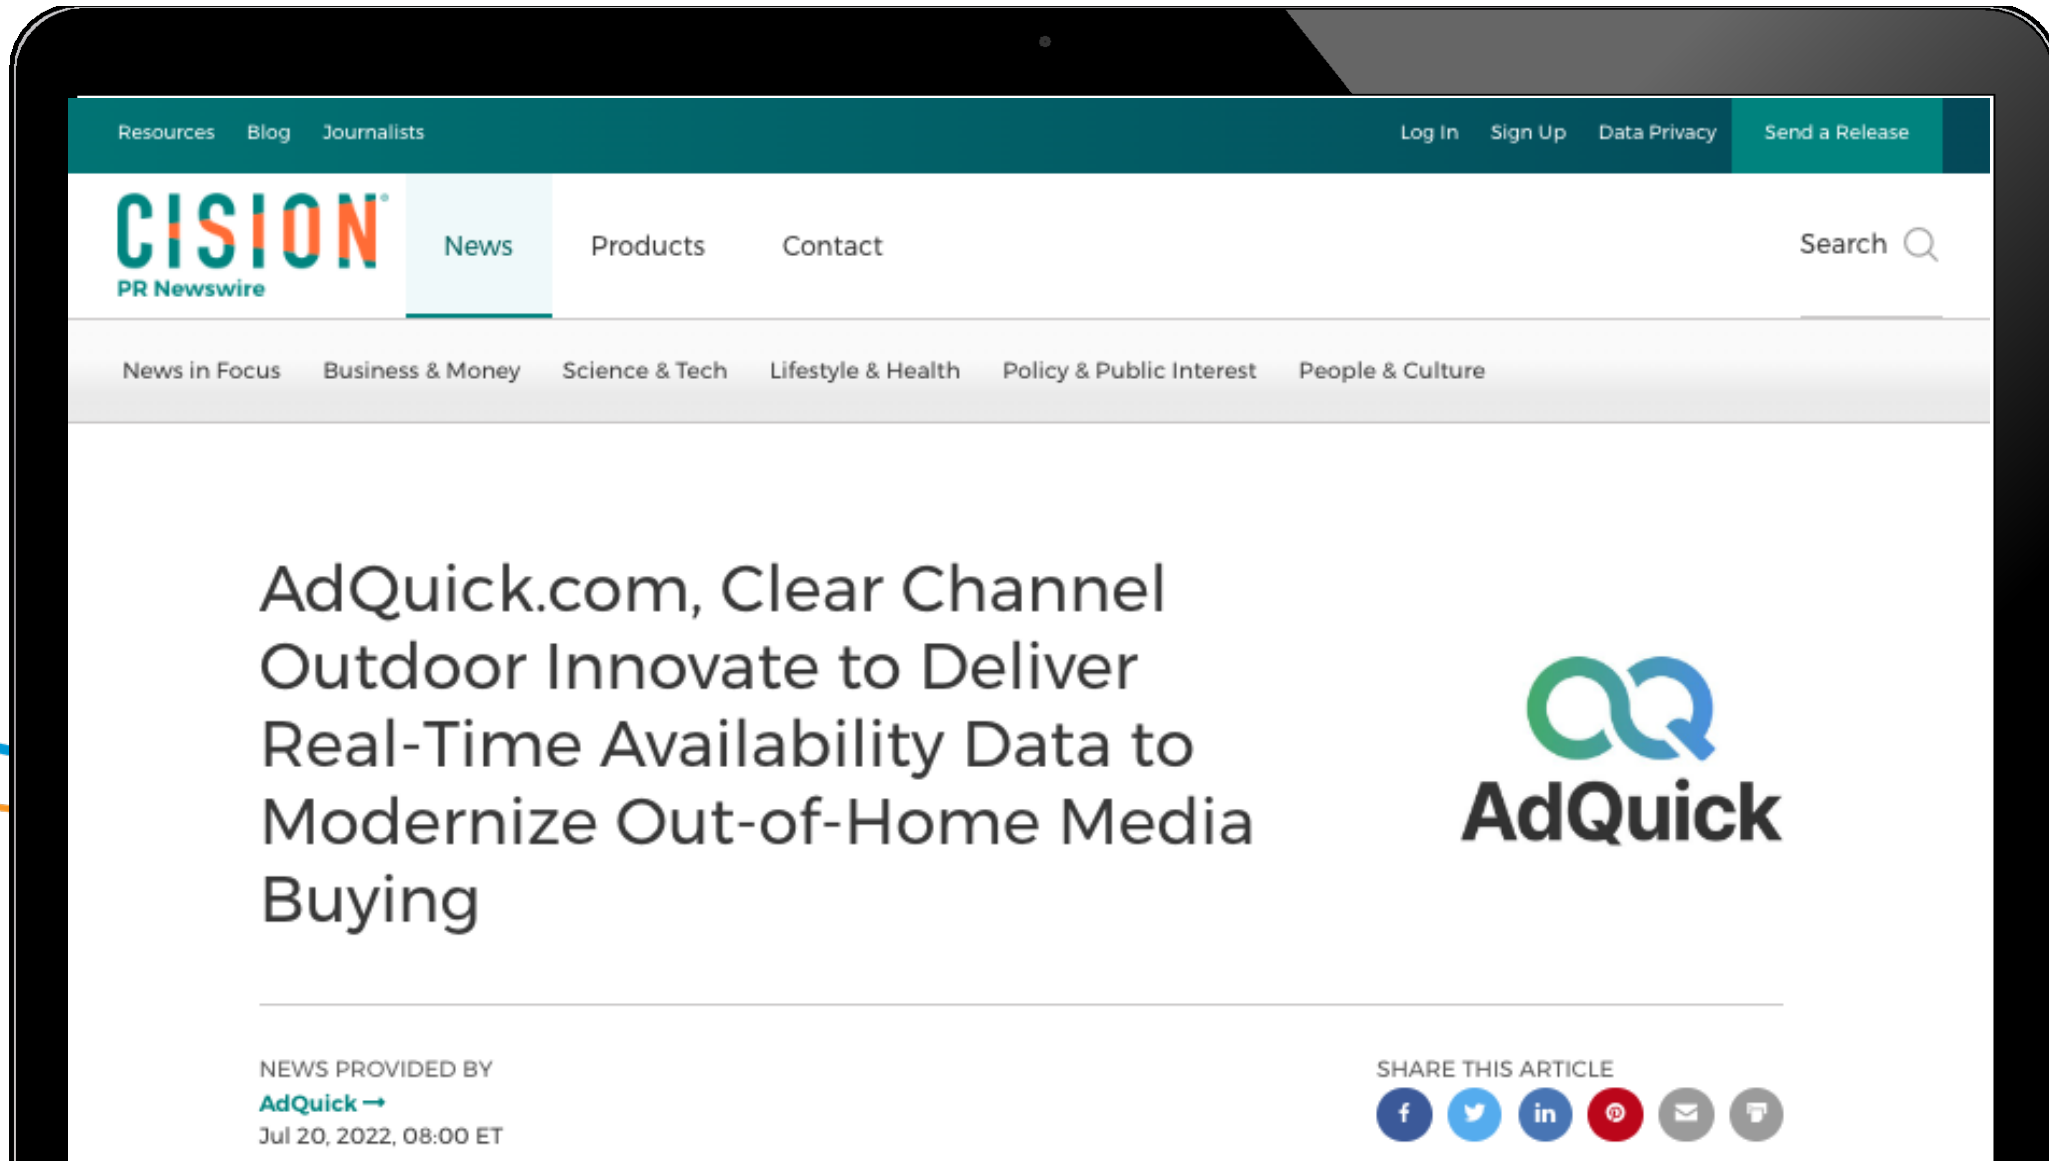 Resources Blog Journalists Log In Sign Up Data Privacy Send a Release
CISION®
PR Newswire
News Products Contact Search
News in Focus Business & Money Science & Tech Lifestyle & Health Policy & Public Interest People & Culture
AdQuick.com, Clear Channel
Outdoor Innovate to Deliver
Real-Time Availability Data to
Modernize Out-of-Home Media
Buying
AdQuick
NEWS PROVIDED BY
AdQuick →
Jul 20, 2022, 08:00 ET
SHARE THIS ARTICLE